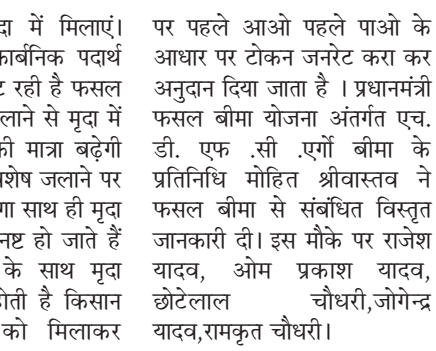 दा में मिलाएं।
कार्बनिक पदार्थ
रही है फसल
लाने से मृदा में
की मात्रा बढ़ेगी
शेष जलाने पर
गा साथ ही मृदा
नष्ट हो जाते हैं
के साथ मृदा
होती है किसान
को मिलाकर
पर पहले आओ पहले पाओ के
आधार पर टोकन जनरेट करा कर
अनुदान दिया जाता है । प्रधानमंत्री
फसल बीमा योजना अंतर्गत एच.
डी. एफ .सी .एर्गो बीमा के
प्रतिनिधि मोहित श्रीवास्तव ने
फसल बीमा से संबंधित विस्तृत
जानकारी दी। इस मौके पर राजेश
यादव, ओम प्रकाश यादव,
छोटेलाल चौधरी,जोगेन्द्र
यादव,रामकृत चौधरी।